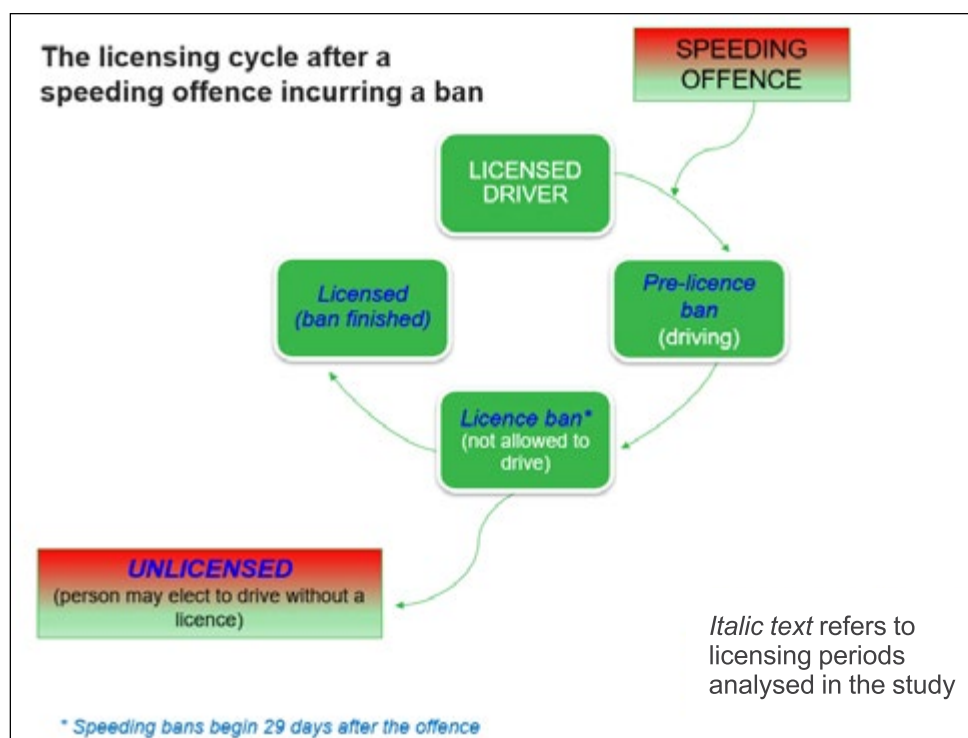 The licensing cycle after a
speeding offence incurring a ban
SPEEDING
OFFENCE
LICENSED
DRIVER
Pre-licence
ban
(driving)
Licensed
(ban finished)
Licence ban*
(not allowed to
drive)
UNLICENSED
(person may elect to drive without a
licence)
Italic text refers to
licensing periods
analysed in the study
* Speeding bans begin 29 days after the offence